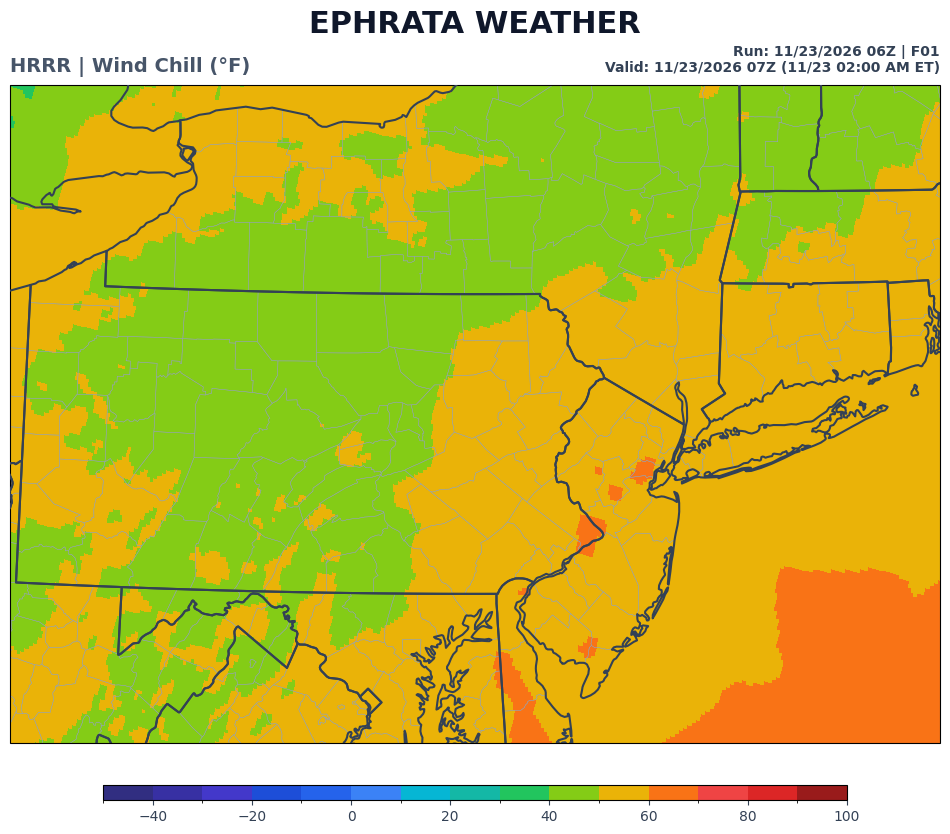 EPHRATA WEATHER
HRRR | Wind Chill (°F)
Run: 11/23/2026 06Z | F01
Valid: 11/23/2026 07Z (11/23 02:00 AM ET)
−40 −20 0 20 40 60 80 100